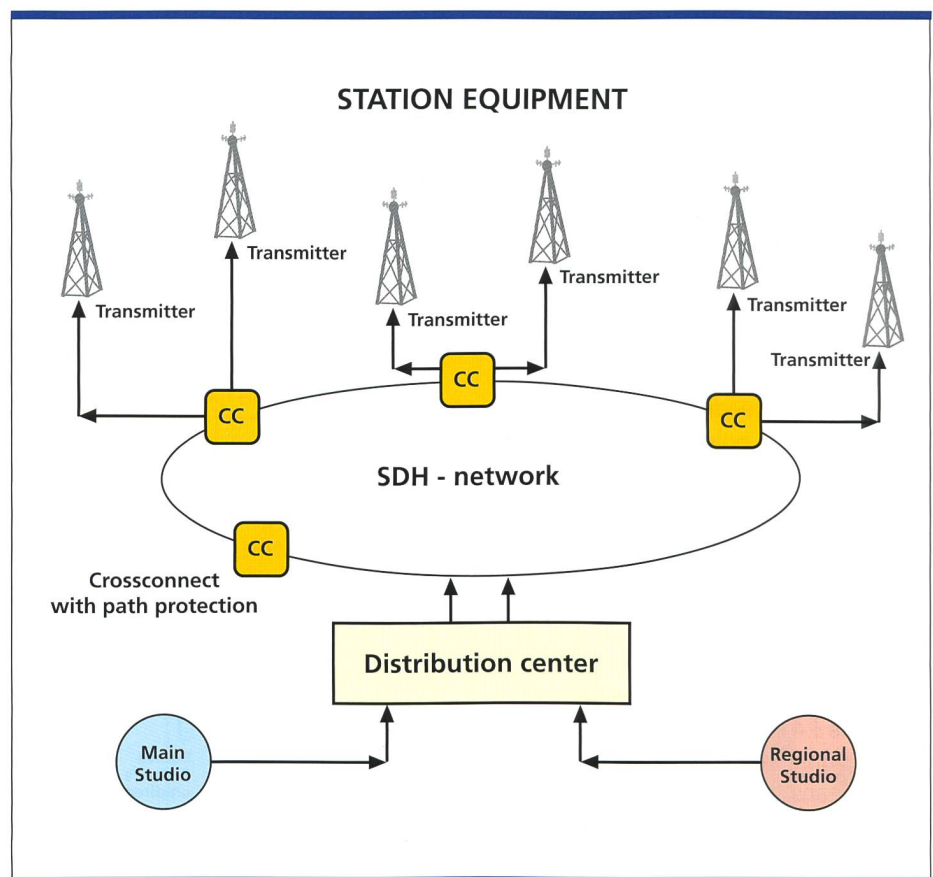 STATION EQUIPMENT
Transmitter
Transmitter
Transmitter
Transmitter
Transmitter
Transmitter
CC
CC
CC
SDH - network
CC
Crossconnect
with path protection
Distribution center
Main
Studio
Regional
Studio